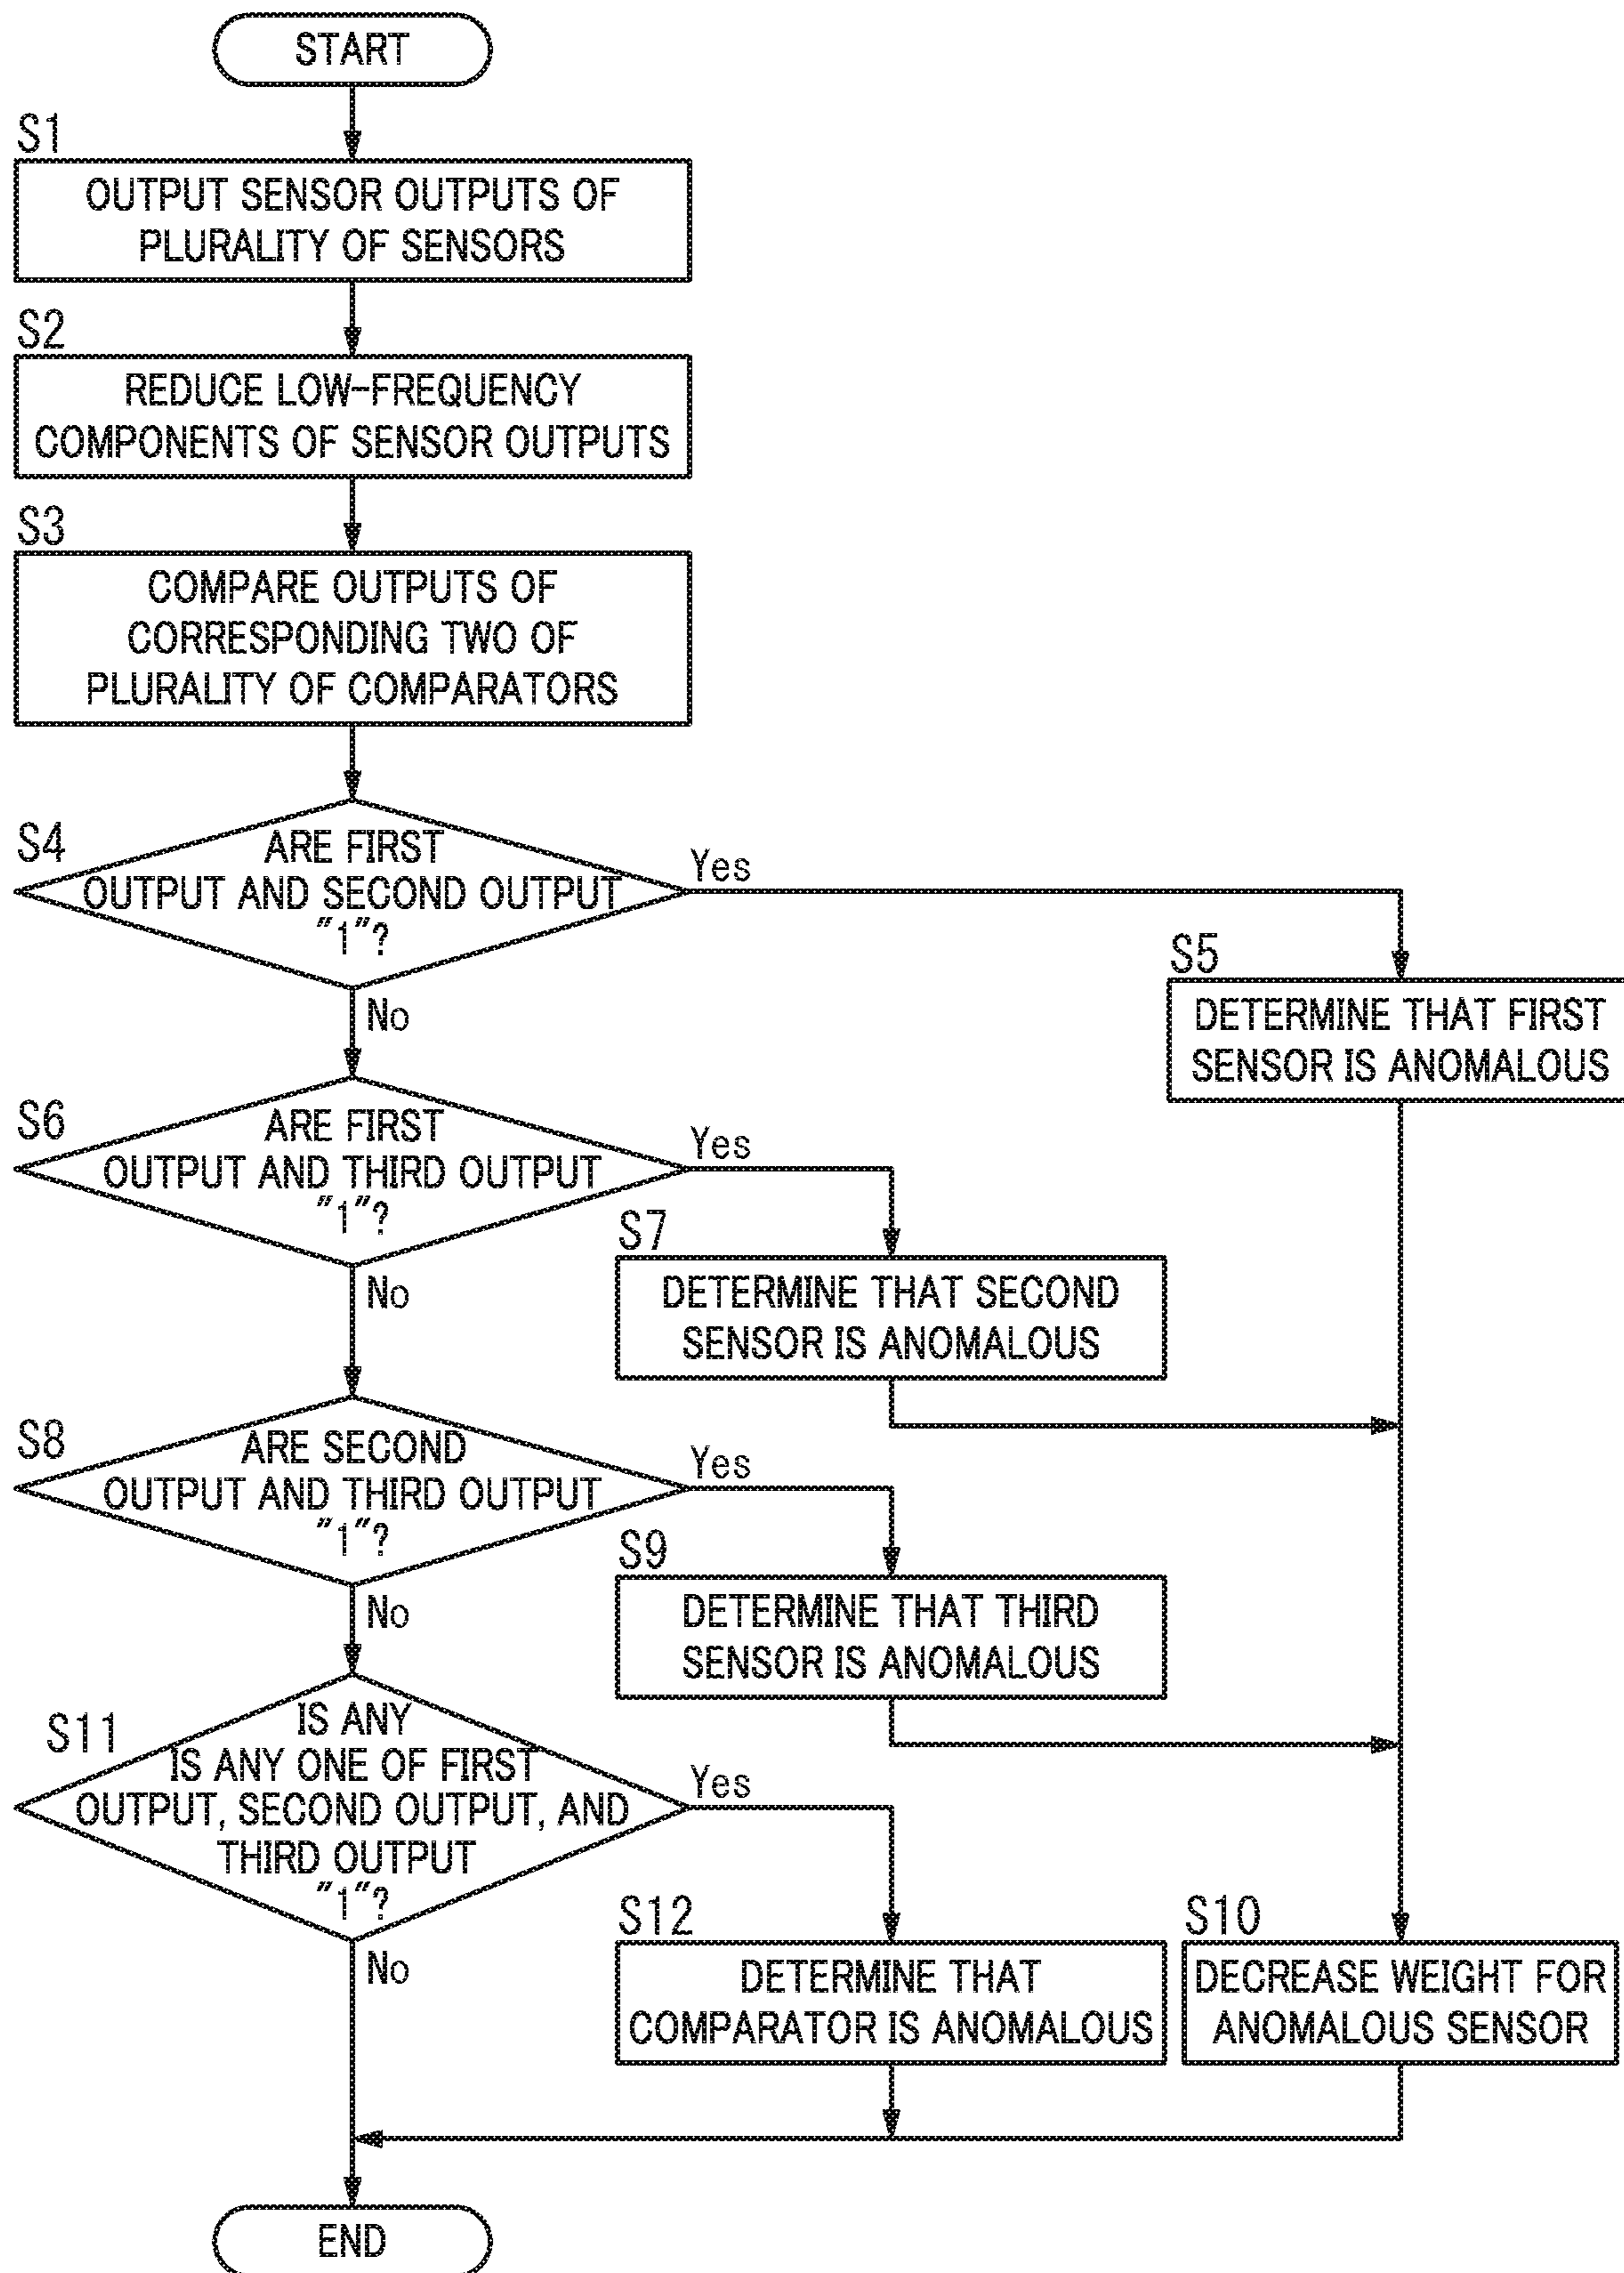 START
S1
OUTPUT SENSOR OUTPUTS OF
PLURALITY OF SENSORS
S2
REDUCE LOW-FREQUENCY
COMPONENTS OF SENSOR OUTPUTS
S3
COMPARE OUTPUTS OF
CORRESPONDING TWO OF
PLURALITY OF COMPARATORS
S4
ARE FIRST
OUTPUT AND SECOND OUTPUT
"1"?
Yes
No
S5
DETERMINE THAT FIRST
SENSOR IS ANOMALOUS
S6
ARE FIRST
OUTPUT AND THIRD OUTPUT
"1"?
Yes
No
S7
DETERMINE THAT SECOND
SENSOR IS ANOMALOUS
S8
ARE SECOND
OUTPUT AND THIRD OUTPUT
"1"?
Yes
No
S9
DETERMINE THAT THIRD
SENSOR IS ANOMALOUS
S11
IS ANY
IS ANY ONE OF FIRST
OUTPUT, SECOND OUTPUT, AND
THIRD OUTPUT
"1"?
Yes
No
S12
DETERMINE THAT
COMPARATOR IS ANOMALOUS
S10
DECREASE WEIGHT FOR
ANOMALOUS SENSOR
END